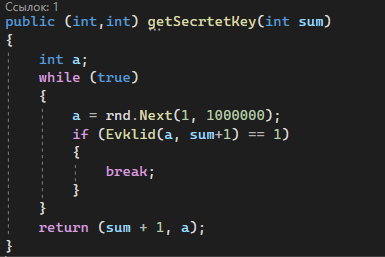 Ссылок: 1
public (int,int) getSecrtetKey(int sum)
{
int a;
while (true)
{
a = rnd.Next(1, 1000000);
if (Evklid(a, sum+1) == 1)
{
break;
}
}
return (sum + 1, a);
}